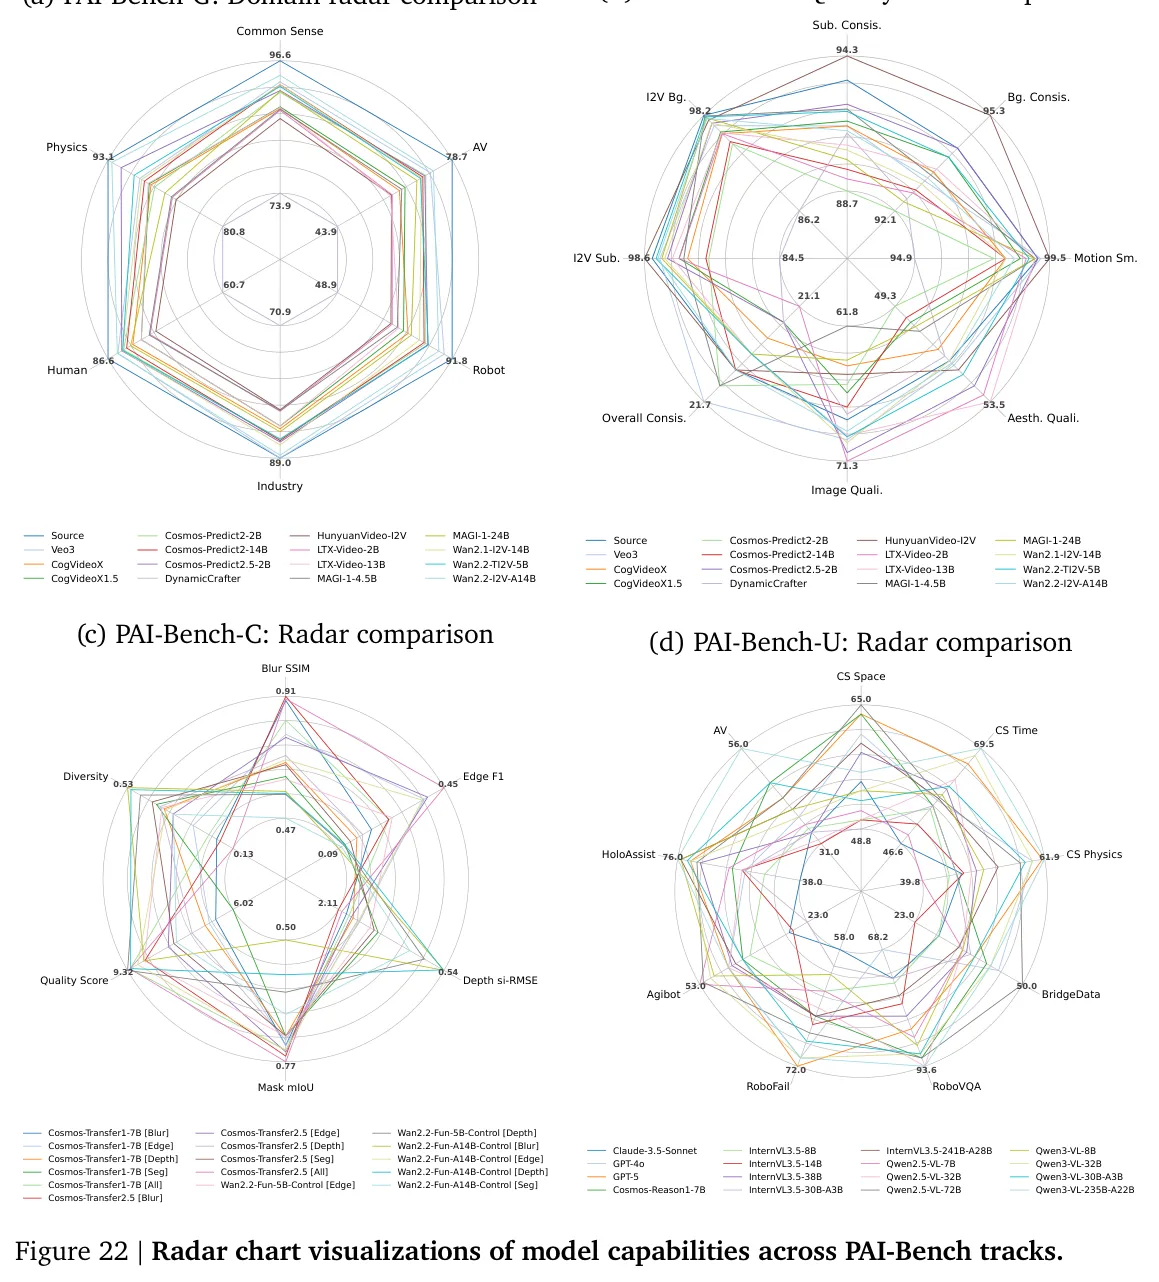 (a) PAI-Bench-G: Domain radar comparison
Common Sense
96.6
Physics
93.1
AV
78.7
73.9
80.8
43.9
60.7
48.9
70.9
Human
86.6
Robot
91.8
89.0
Industry
Source
Veo3
CogVideoX
CogVideoX1.5
Cosmos-Predict2-2B
Cosmos-Predict2-14B
Cosmos-Predict2.5-2B
DynamicCrafter
HunyuanVideo-I2V
LTX-Video-2B
LTX-Video-13B
MAGI-1-4.5B
MAGI-1-24B
Wan2.1-I2V-14B
Wan2.2-TI2V-5B
Wan2.2-I2V-A14B
Sub. Consis.
94.3
I2V Bg.
98.2
Bg. Consis.
95.3
88.7
86.2
92.1
I2V Sub.
98.6
84.5
94.9
99.5
Motion Sm.
21.1
49.3
61.8
21.7
Overall Consis.
53.5
Aesth. Quali.
71.3
Image Quali.
Source
Veo3
CogVideoX
CogVideoX1.5
Cosmos-Predict2-2B
Cosmos-Predict2-14B
Cosmos-Predict2.5-2B
DynamicCrafter
HunyuanVideo-I2V
LTX-Video-2B
LTX-Video-13B
MAGI-1-4.5B
MAGI-1-24B
Wan2.1-I2V-14B
Wan2.2-TI2V-5B
Wan2.2-I2V-A14B
(c) PAI-Bench-C: Radar comparison
Blur SSIM
0.91
Diversity
0.53
Edge F1
0.45
0.47
0.13
0.09
6.02
2.11
0.50
Quality Score
9.32
0.54
Depth si-RMSE
0.77
Mask mIoU
Cosmos-Transfer1-7B [Blur]
Cosmos-Transfer1-7B [Edge]
Cosmos-Transfer1-7B [Depth]
Cosmos-Transfer1-7B [Seg]
Cosmos-Transfer1-7B [All]
Cosmos-Transfer2.5 [Blur]
Cosmos-Transfer2.5 [Edge]
Cosmos-Transfer2.5 [Depth]
Cosmos-Transfer2.5 [Seg]
Cosmos-Transfer2.5 [All]
Wan2.2-Fun-5B-Control [Edge]
Wan2.2-Fun-5B-Control [Depth]
Wan2.2-Fun-A14B-Control [Blur]
Wan2.2-Fun-A14B-Control [Edge]
Wan2.2-Fun-A14B-Control [Depth]
Wan2.2-Fun-A14B-Control [Seg]
(d) PAI-Bench-U: Radar comparison
CS Space
65.0
AV
56.0
CS Time
69.5
48.8
31.0
46.6
HoloAssist
76.0
38.0
39.8
61.9
CS Physics
23.0
23.0
58.0
68.2
Agibot
53.0
50.0
BridgeData
72.0
RoboFail
93.6
RoboVQA
Claude-3.5-Sonnet
GPT-4o
GPT-5
Cosmos-Reason1-7B
InternVL3.5-8B
InternVL3.5-14B
InternVL3.5-38B
InternVL3.5-30B-A3B
InternVL3.5-241B-A28B
Qwen2.5-VL-7B
Qwen2.5-VL-32B
Qwen2.5-VL-72B
Qwen3-VL-8B
Qwen3-VL-32B
Qwen3-VL-30B-A3B
Qwen3-VL-235B-A22B
Figure 22 | Radar chart visualizations of model capabilities across PAI-Bench tracks.